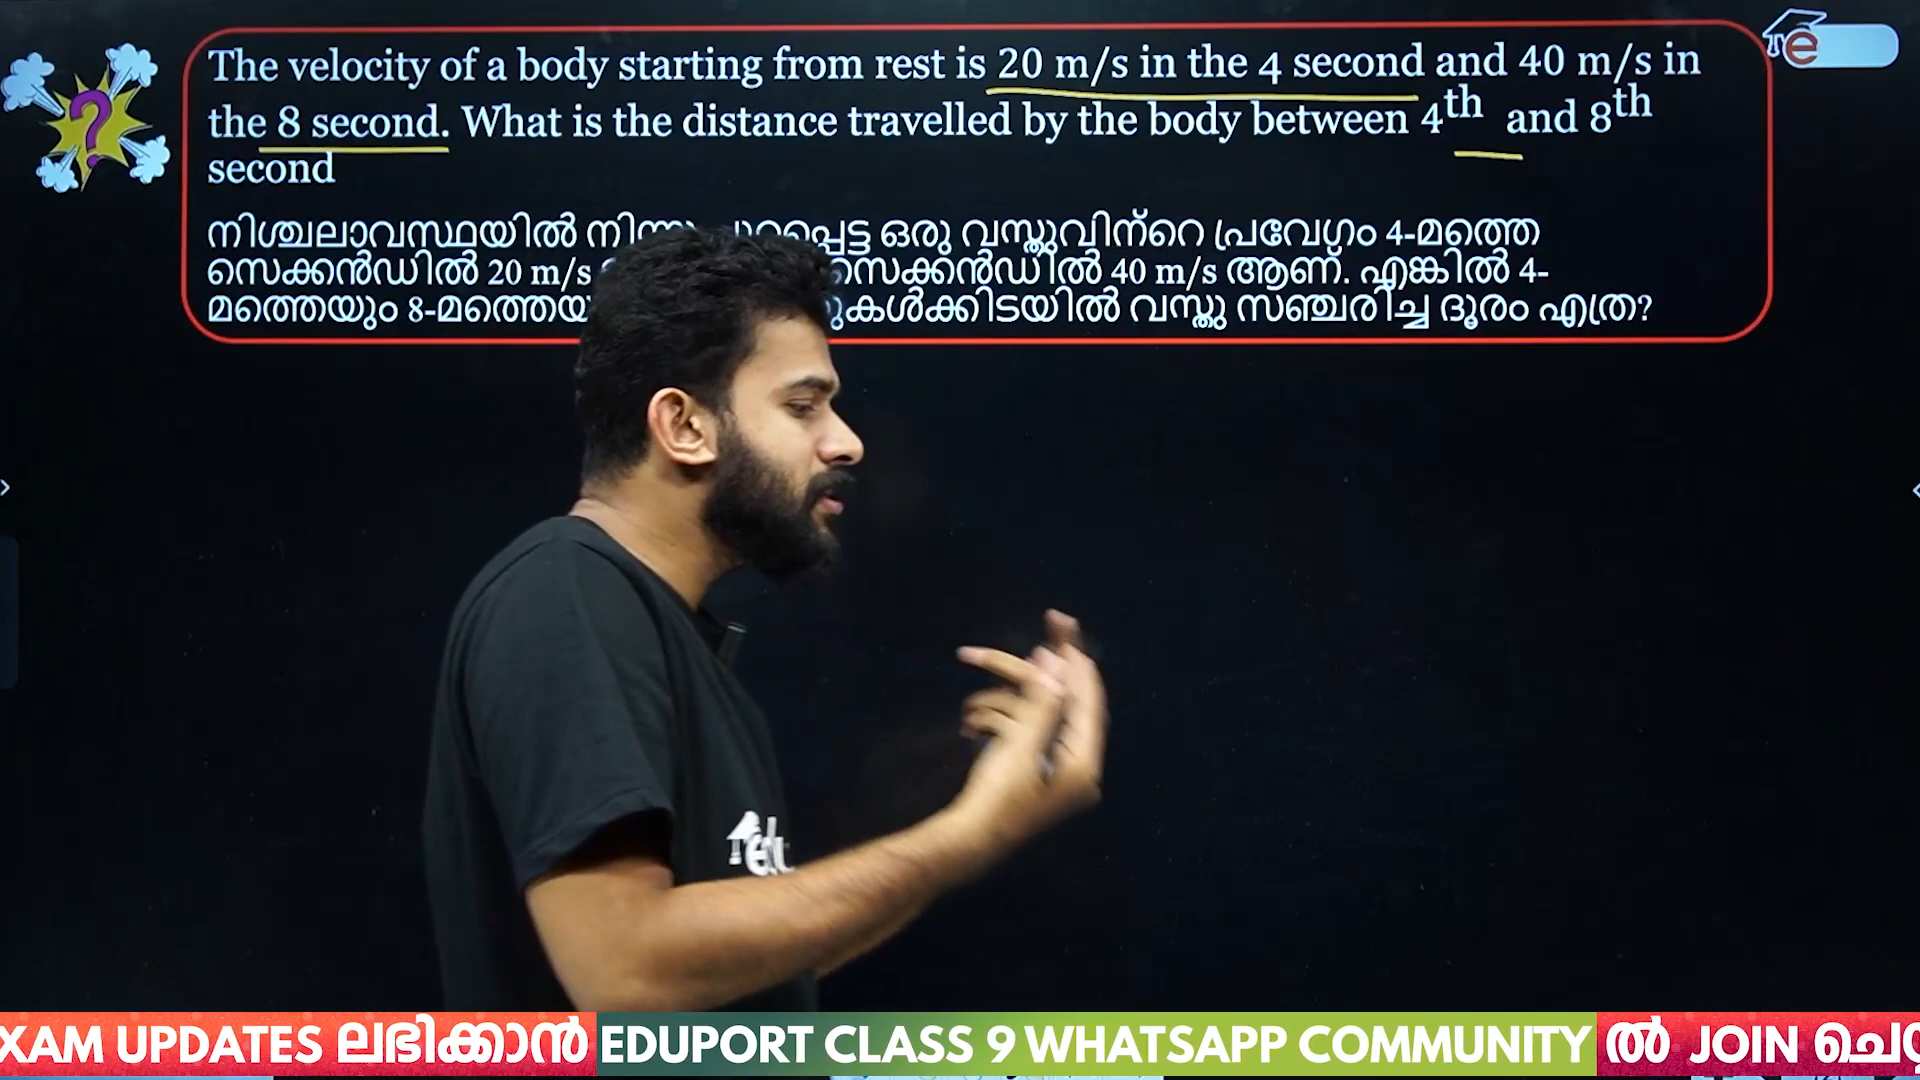 The velocity of a body starting from rest is 20 m/s in the 4 second and 40 m/s in
the 8 second. What is the distance travelled by the body between 4th and 8th
second
നിശ്ചലാവസ്ഥയിൽ ഒരു വസ്തുവിന്റെ പ്രവേഗം 4-മത്തെ
സെക്കൻഡിൽ 20 m/s സെക്കൻഡിൽ 40 m/s ആണ്. എങ്കിൽ 4-
മത്തെയും വസ്തു സഞ്ചരിച്ച ദൂരം എത്ര?
e
XAM UPDATES ലഭിക്കാൻ EDUPORT CLASS 9 WHATSAPP COMMUNITY ൽ JOIN